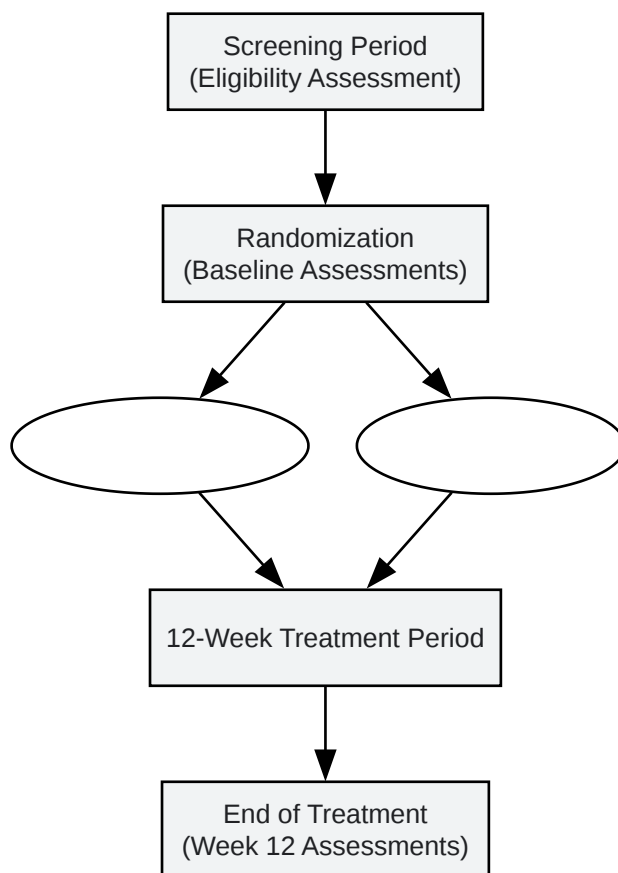 Screening Period
(Eligibility Assessment)
Randomization
(Baseline Assessments)
12-Week Treatment Period
End of Treatment
(Week 12 Assessments)